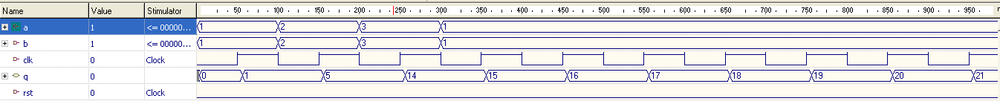 Name Value Stimulator 50 100 150 200 250 300 350 400 450 500 550 600 650 700 750 800 850 900 950
a 1 <= 00000... 1 2 3 1
b 1 <= 00000... 1 2 3 1
clk 0 Clock
q 0 0 1 5 14 15 16 17 18 19 20 21
rst 0 Clock